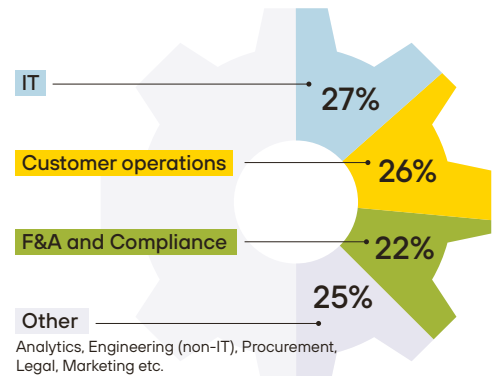 IT
27%
Customer operations
26%
F&A and Compliance
22%
25%
Other
Analytics, Engineering (non-IT), Procurement,
Legal, Marketing etc.